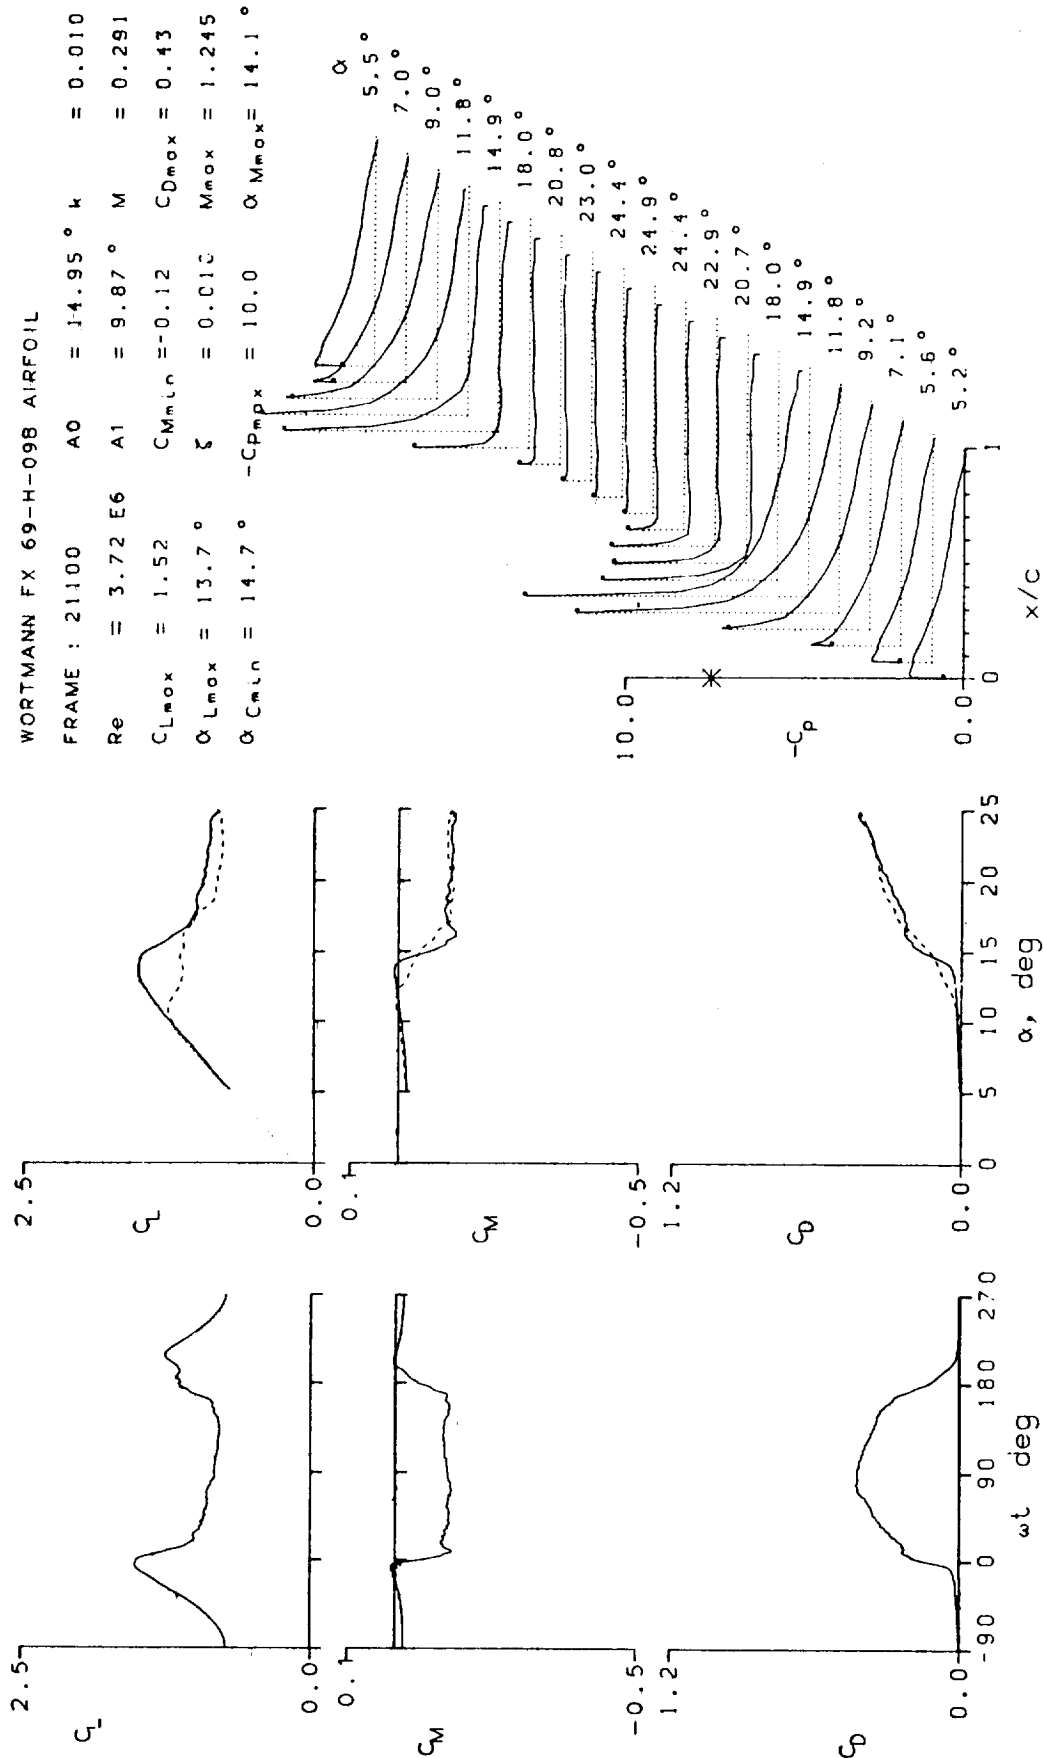 WORTMANN FX 69-H-098 AIRFOIL
FRAME : 21100 A0 = 14.95° k = 0.010
Re = 3.72 E6 A1 = 9.87° M = 0.291
CLmax = 1.52 CMmin =-0.12 CDmax = 0.43
αLmax = 13.7° ζ = 0.010 Mmax = 1.245
αCmin = 14.7° -CPmax = 10.0 αMmax= 14.1°
2.5
CL
0.0
0.1
CM
-0.5
1.2
CD
0.0
-90 0 90 180 270
ωt deg
2.5
CL
0.0
0.1
CM
-0.5
1.2
CD
0.0
0 5 10 15 20 25
α, deg
α
5.5°
7.0°
9.0°
11.8°
14.9°
18.0°
20.8°
23.0°
24.4°
24.9°
24.4°
22.9°
20.7°
18.0°
14.9°
11.8°
9.2°
7.1°
5.6°
5.2°
10.0
-CP
0.0
0 1
x/c